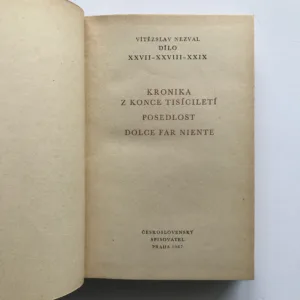 VÍTĚZSLAV NEZVAL
DÍLO
XXVII–XXVIII–XXIX
KRONIKA
Z KONCE TISÍCILETÍ
POSEDLOST
DOLCE FAR NIENTE
ČESKOSLOVENSKÝ
SPISOVATEL
PRAHA